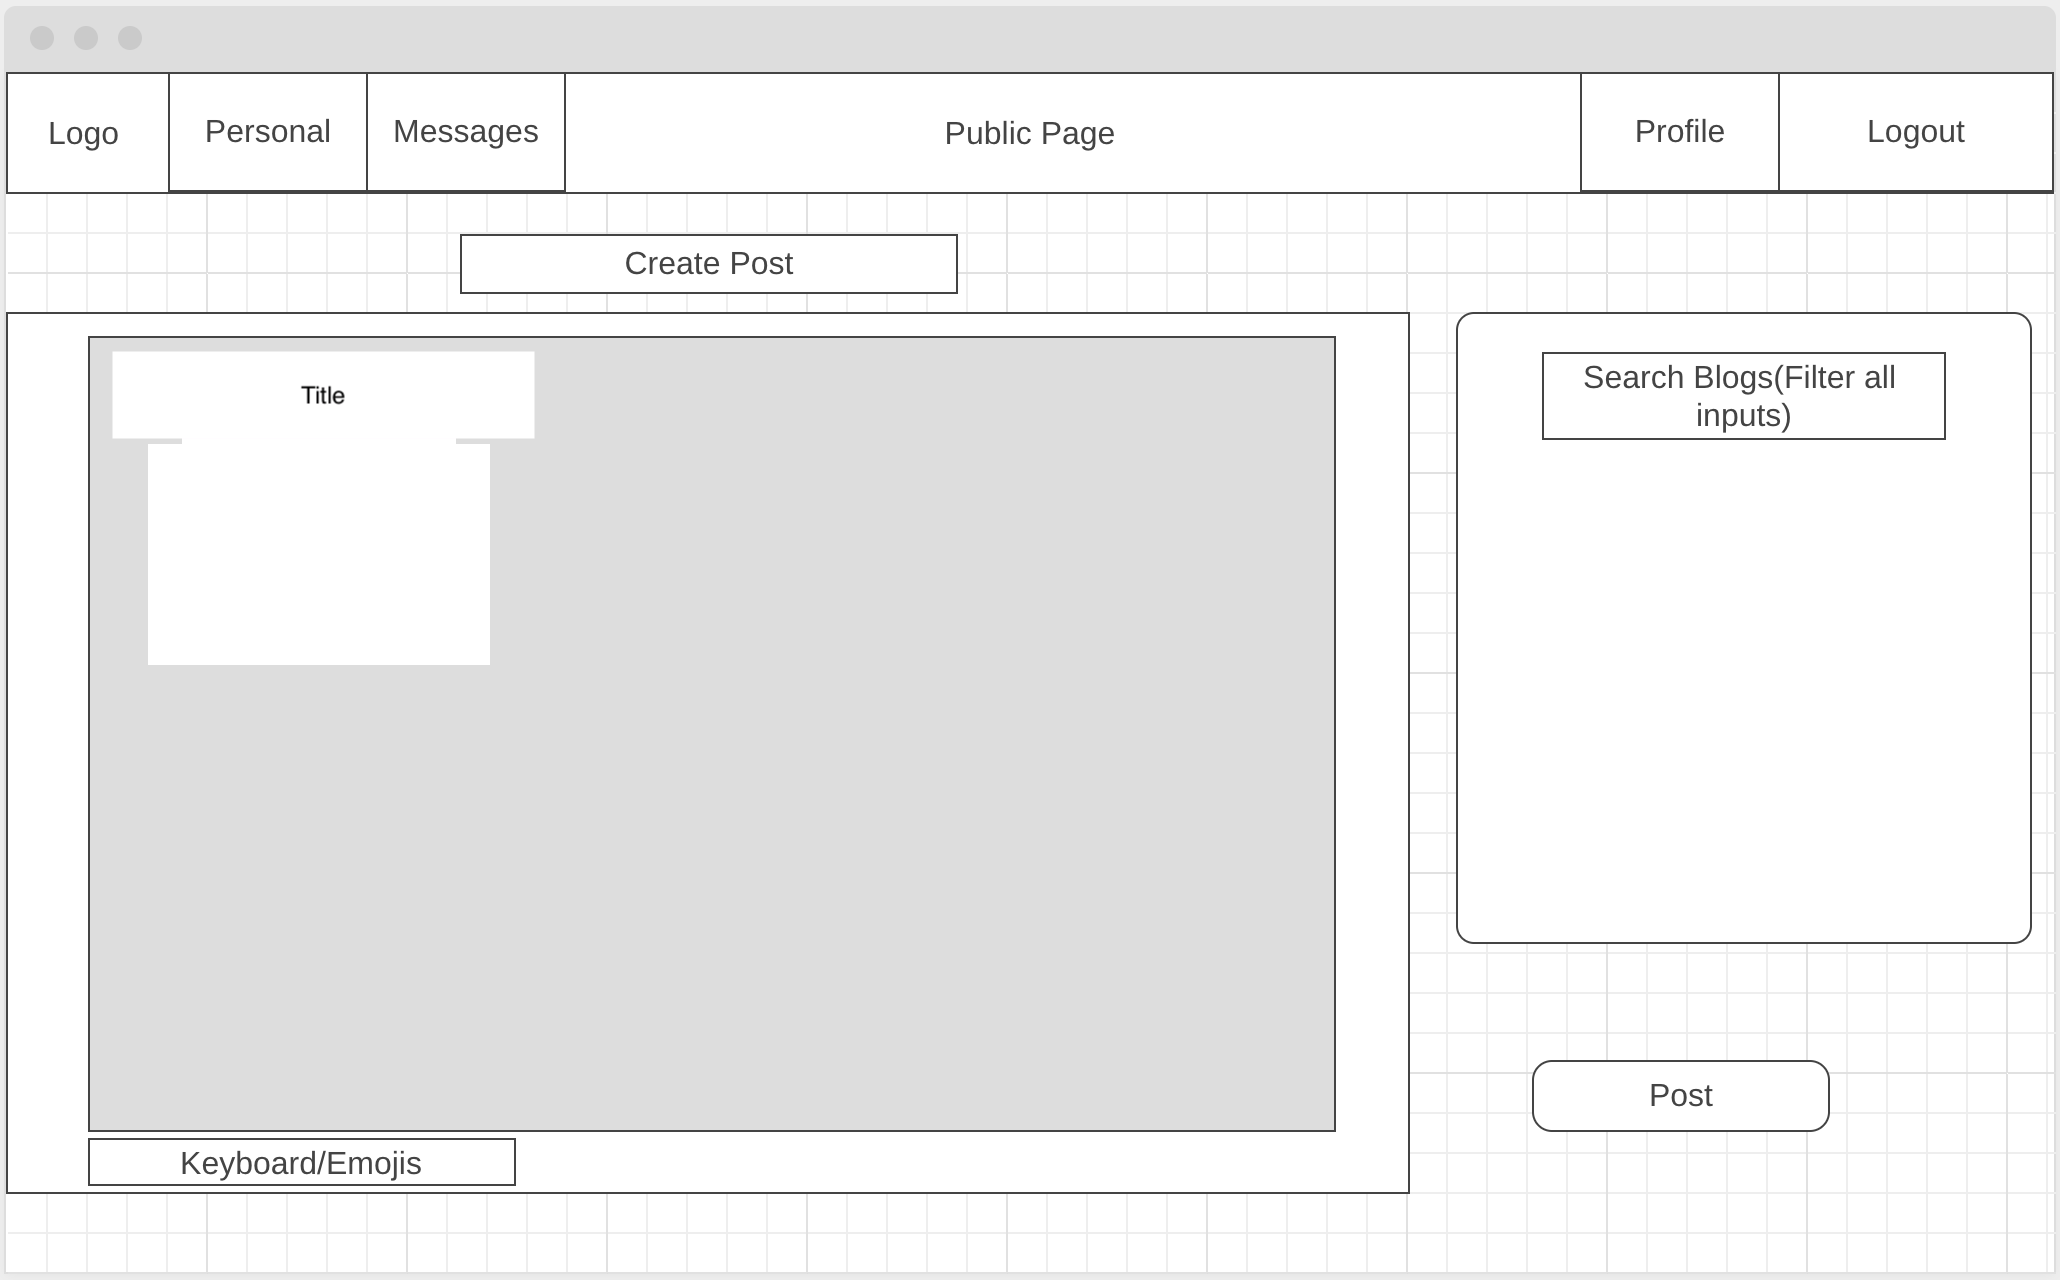 Logo
Personal
Messages
Public Page
Profile
Logout
Create Post
Title
Search Blogs(Filter all
inputs)
Post
Keyboard/Emojis